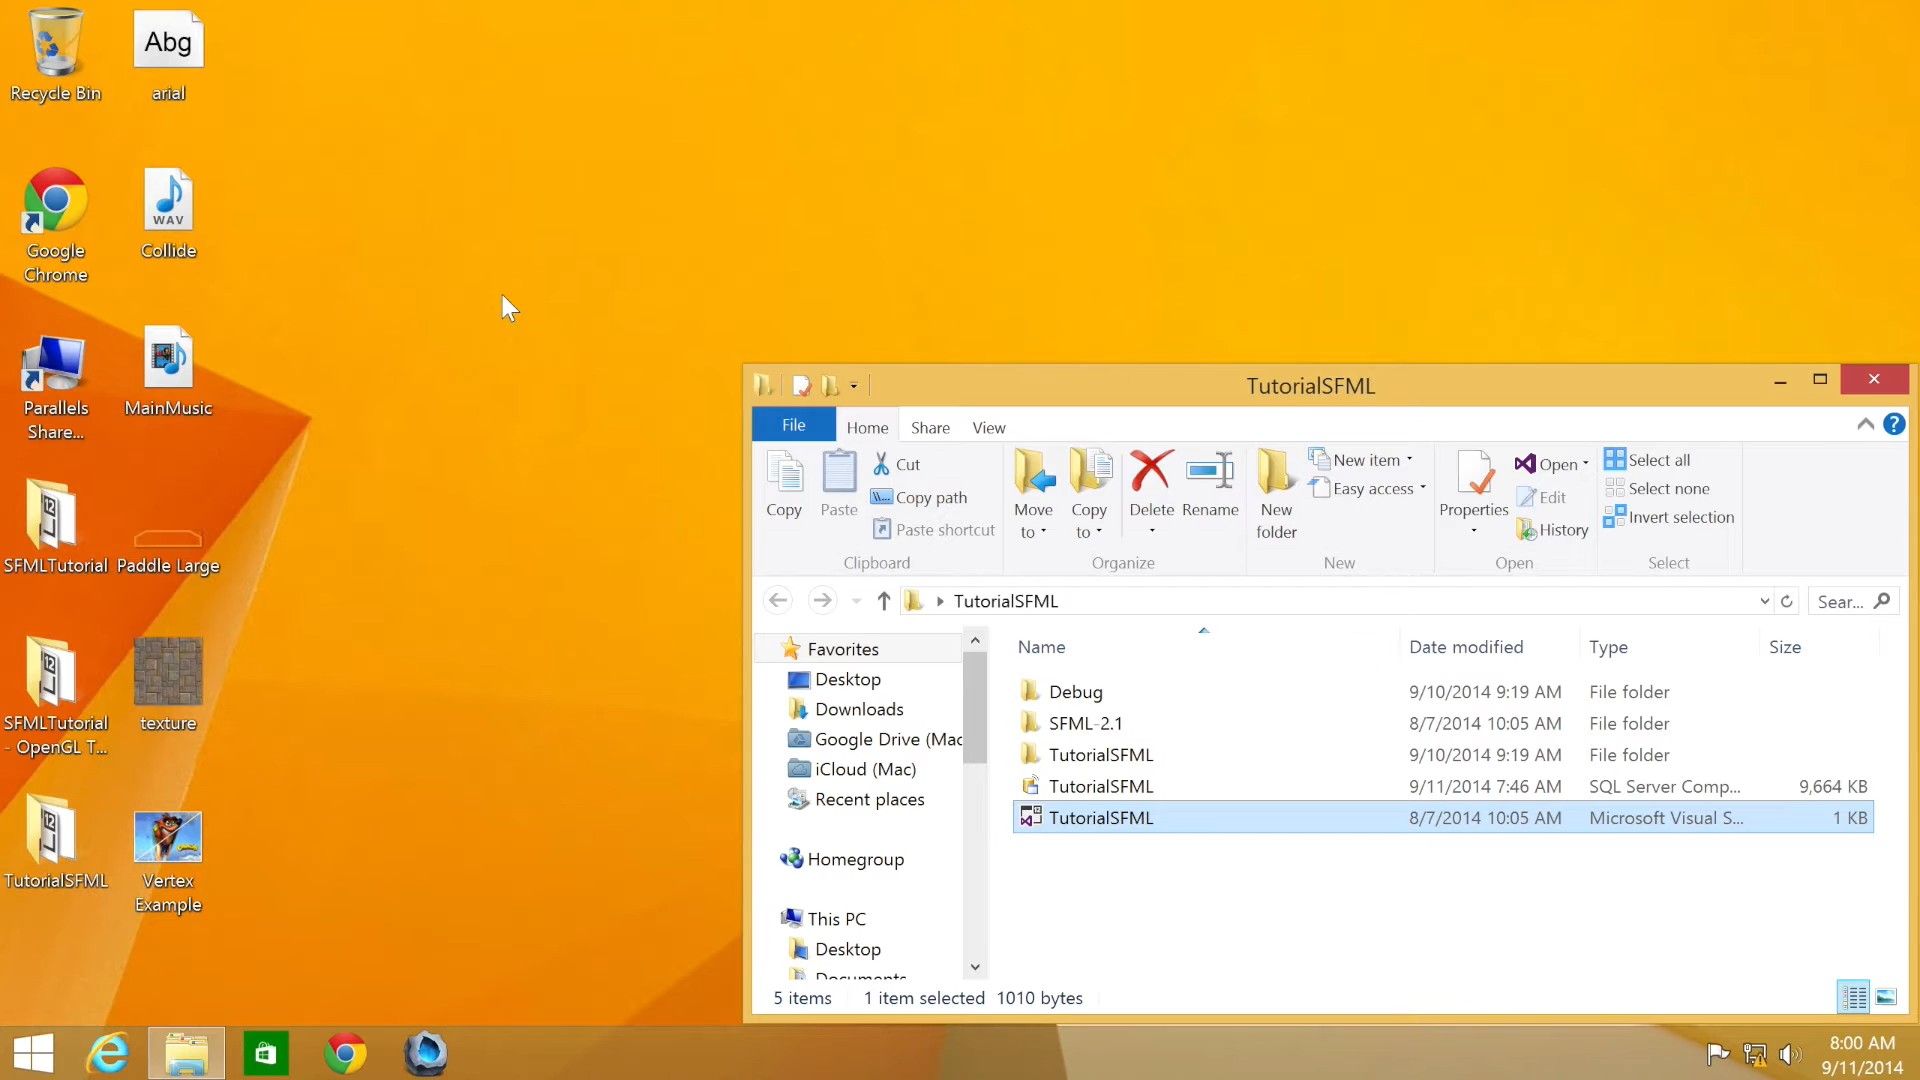 Recycle Bin
Abg
arial
Google
Chrome
WAV
Collide
Parallels
Share...
MainMusic
SFMLTutorial
Paddle Large
SFMLTutorial
- OpenGL T...
texture
TutorialSFML
Vertex
Example
TutorialSFML
File
Home
Share
View
Copy
Paste
Cut
Copy path
Paste shortcut
Clipboard
Move
to
Copy
to
Delete
Rename
Organize
New
folder
New item
Easy access
New
Properties
Open
Edit
History
Open
Select all
Select none
Invert selection
Select
TutorialSFML
Sear...
Favorites
Desktop
Downloads
Google Drive (Mac
iCloud (Mac)
Recent places
Homegroup
This PC
Desktop
Documents
Name Date modified Type Size
Debug 9/10/2014 9:19 AM File folder
SFML-2.1 8/7/2014 10:05 AM File folder
TutorialSFML 9/10/2014 9:19 AM File folder
TutorialSFML 9/11/2014 7:46 AM SQL Server Comp... 9,664 KB
TutorialSFML 8/7/2014 10:05 AM Microsoft Visual S... 1 KB
5 items 1 item selected 1010 bytes
8:00 AM
9/11/2014